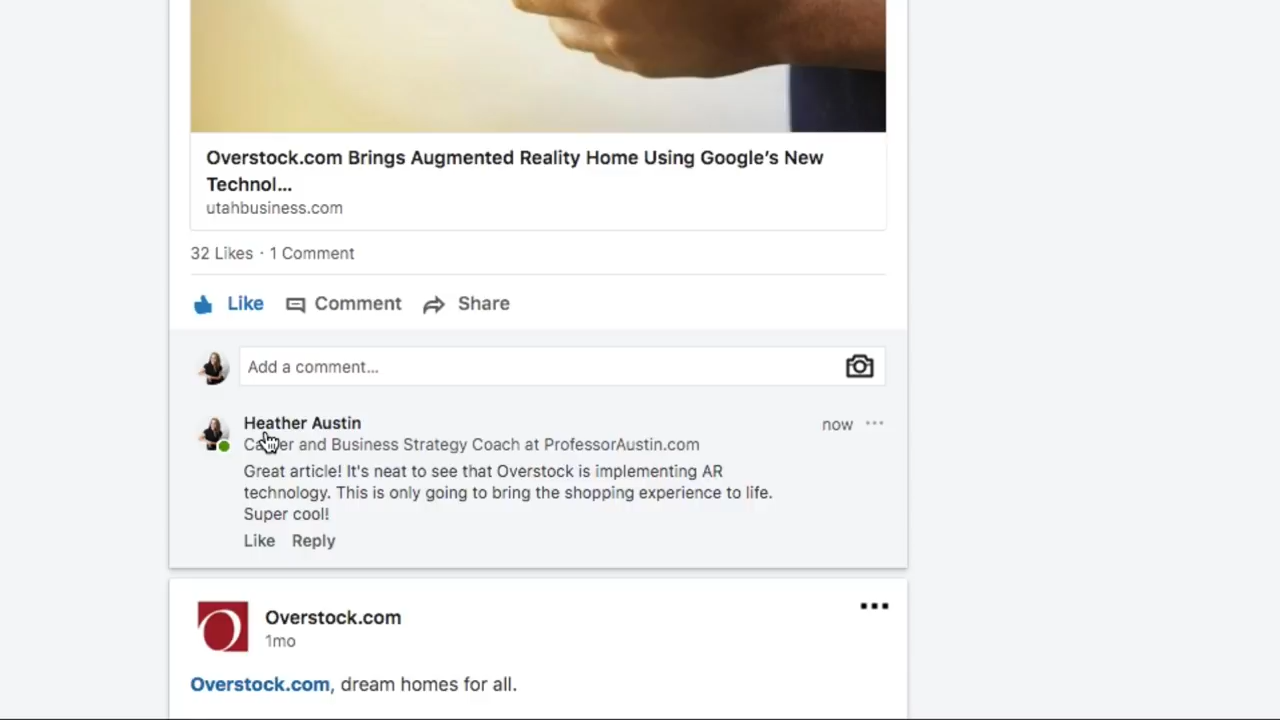 Overstock.com Brings Augmented Reality Home Using Google’s New
Technol...
utahbusiness.com
32 Likes · 1 Comment
Like Comment Share
Add a comment...
Heather Austin
now
Career and Business Strategy Coach at ProfessorAustin.com
Great article! It's neat to see that Overstock is implementing AR
technology. This is only going to bring the shopping experience to life.
Super cool!
Like Reply
Overstock.com
1mo
Overstock.com, dream homes for all.